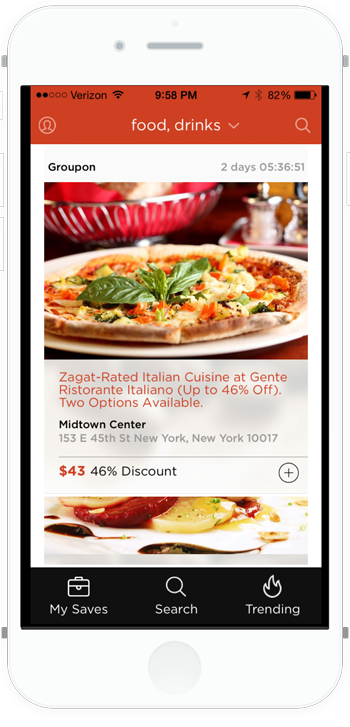 Verizon 9:58 PM 82%
food, drinks
Groupon 2 days 05:36:51
Zagat-Rated Italian Cuisine at Gente
Ristorante Italiano (Up to 46% Off).
Two Options Available.
Midtown Center
153 E 45th St New York, New York 10017
$43 46% Discount
My Saves Search Trending